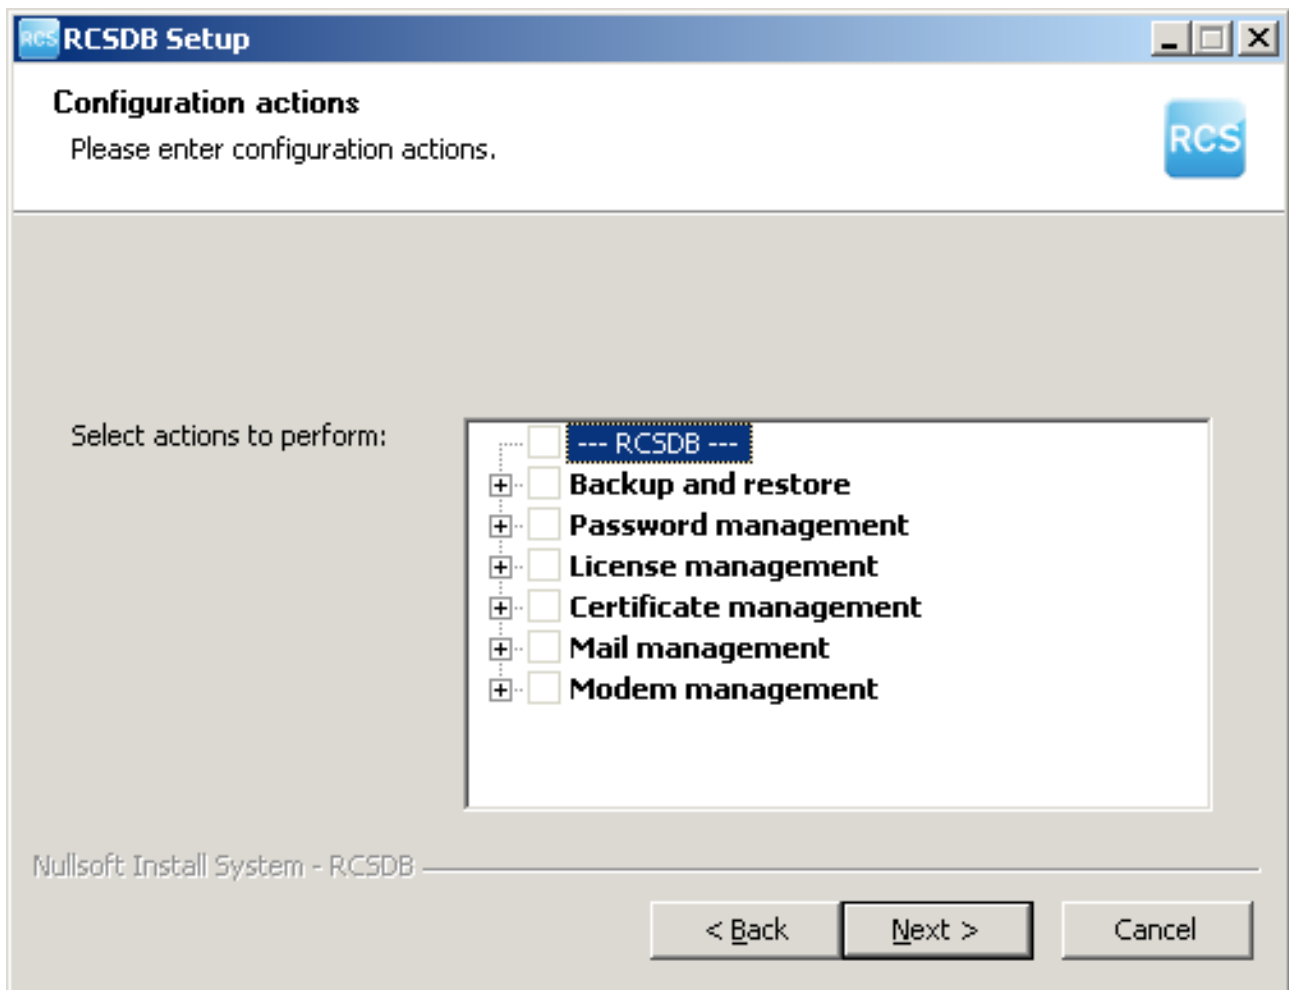 RCS RCSDB Setup
Configuration actions
Please enter configuration actions.
RCS
Select actions to perform:
--- RCSDB ---
Backup and restore
Password management
License management
Certificate management
Mail management
Modem management
Nullsoft Install System - RCSDB
< Back
Next >
Cancel